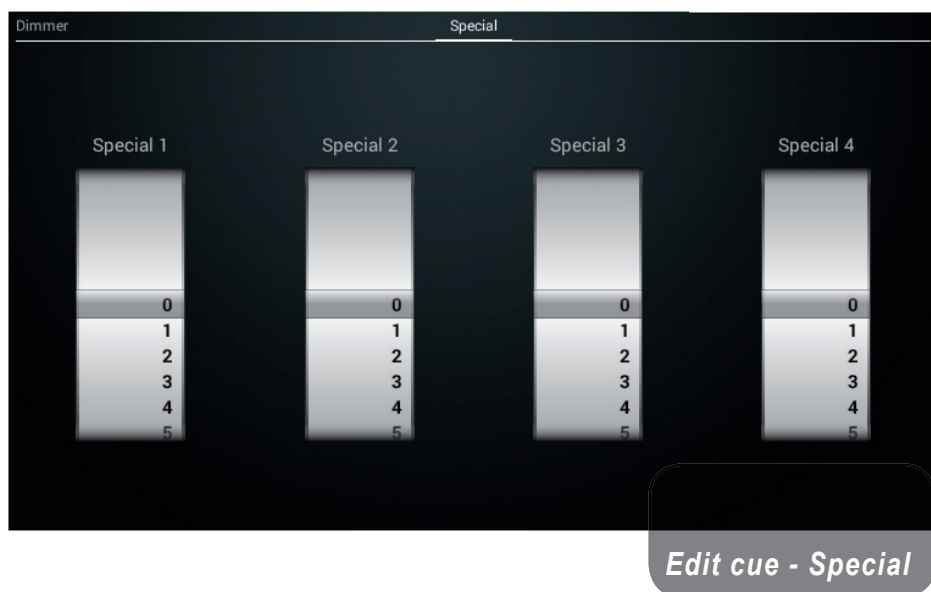 Dimmer Special
Special 1 Special 2 Special 3 Special 4
0 0 0 0
1 1 1 1
2 2 2 2
3 3 3 3
4 4 4 4
5 5 5 5
Edit cue - Special